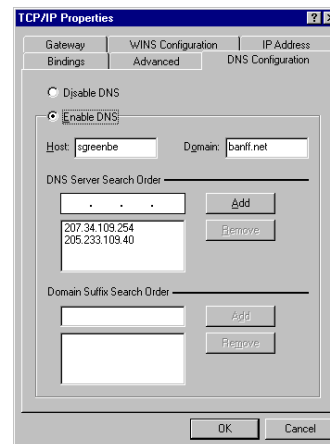 TCP/IP Properties
Gateway WINS Configuration IP Address
Bindings Advanced DNS Configuration
Disable DNS
Enable DNS
Host: sgreenbe Domain: banff.net
DNS Server Search Order
. . . Add
207.34.109.254 Remove
205.233.109.40
Domain Suffix Search Order
Add
Remove
OK Cancel